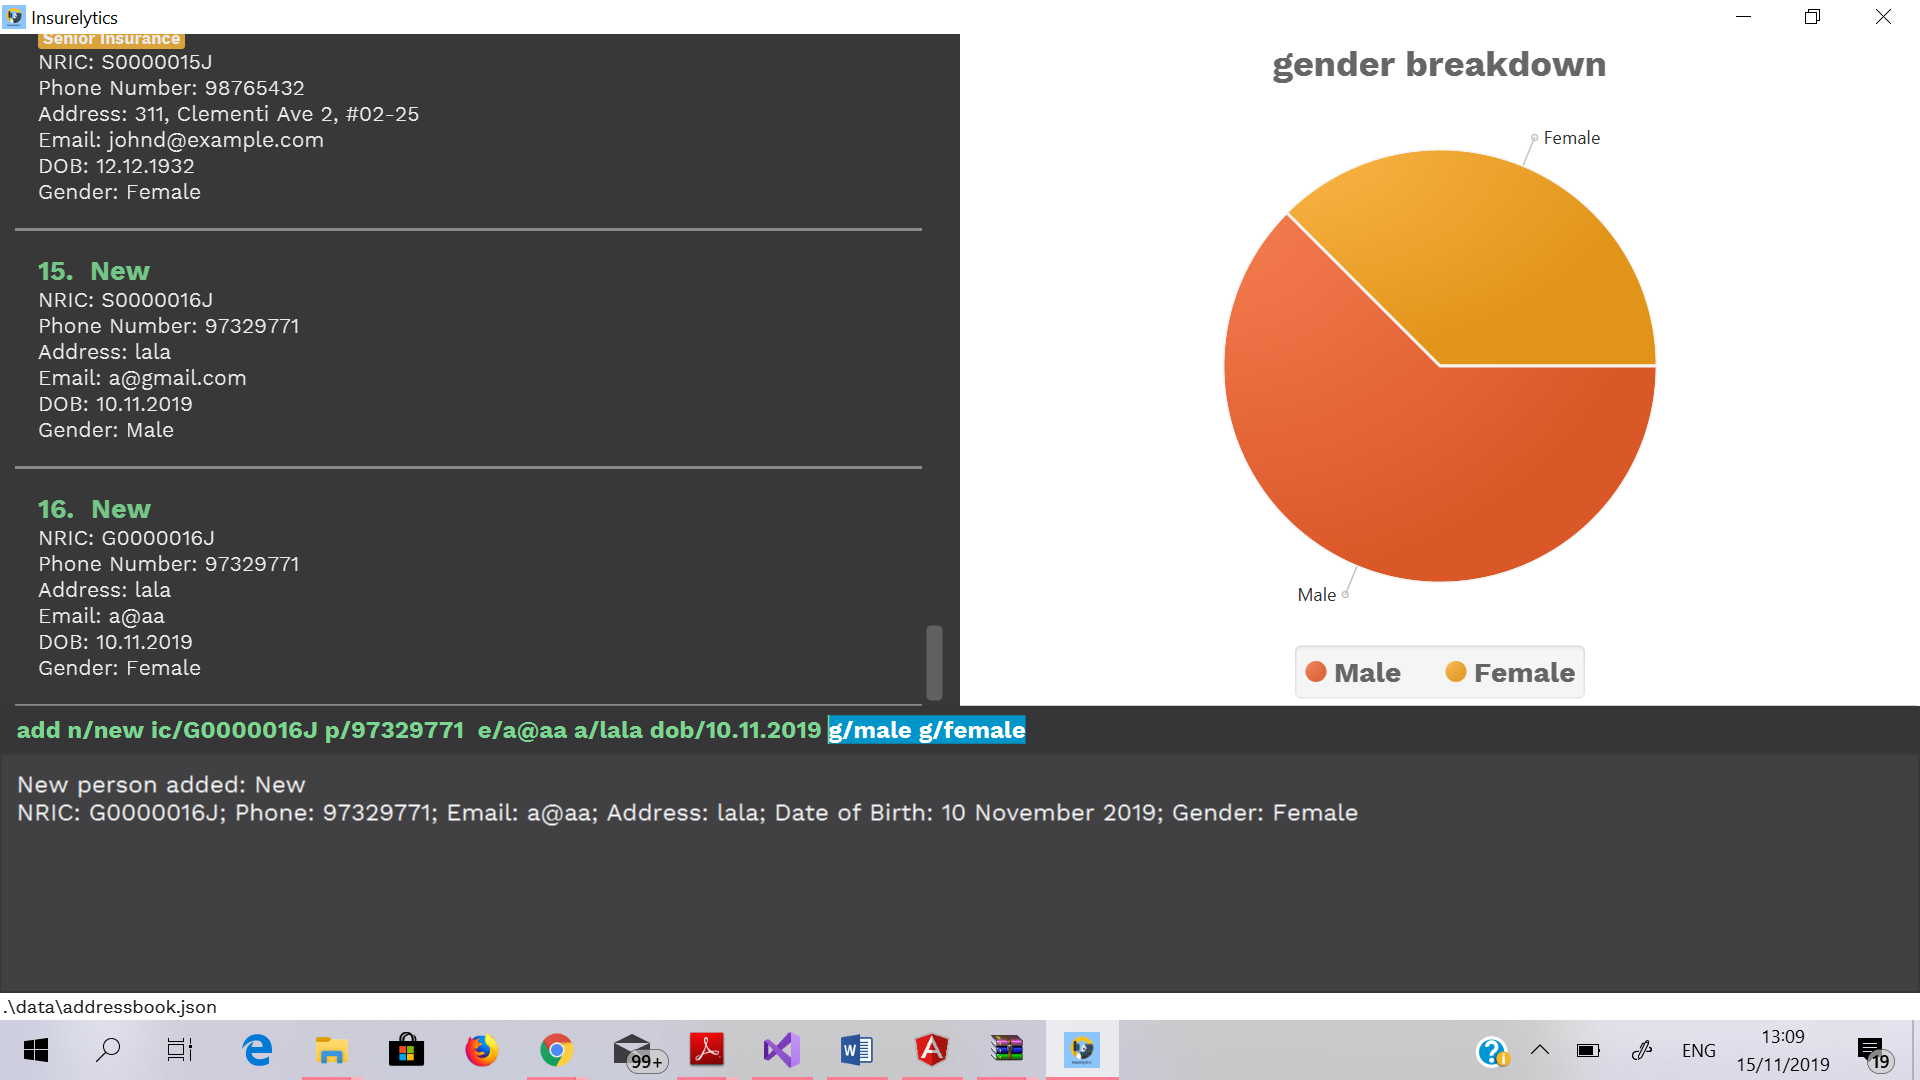 Insurelytics
Senior Insurance
NRIC: S0000015J
Phone Number: 98765432
Address: 311, Clementi Ave 2, #02-25
Email: johnd@example.com
DOB: 12.12.1932
Gender: Female
15. New
NRIC: S0000016J
Phone Number: 97329771
Address: lala
Email: a@gmail.com
DOB: 10.11.2019
Gender: Male
16. New
NRIC: G0000016J
Phone Number: 97329771
Address: lala
Email: a@aa
DOB: 10.11.2019
Gender: Female
gender breakdown
Female
Male
Male Female
add n/new ic/G0000016J p/97329771  e/a@aa a/lala dob/10.11.2019 g/male g/female
New person added: New
NRIC: G0000016J; Phone: 97329771; Email: a@aa; Address: lala; Date of Birth: 10 November 2019; Gender: Female
.\data\addressbook.json
99+
ENG
13:09
15/11/2019
19